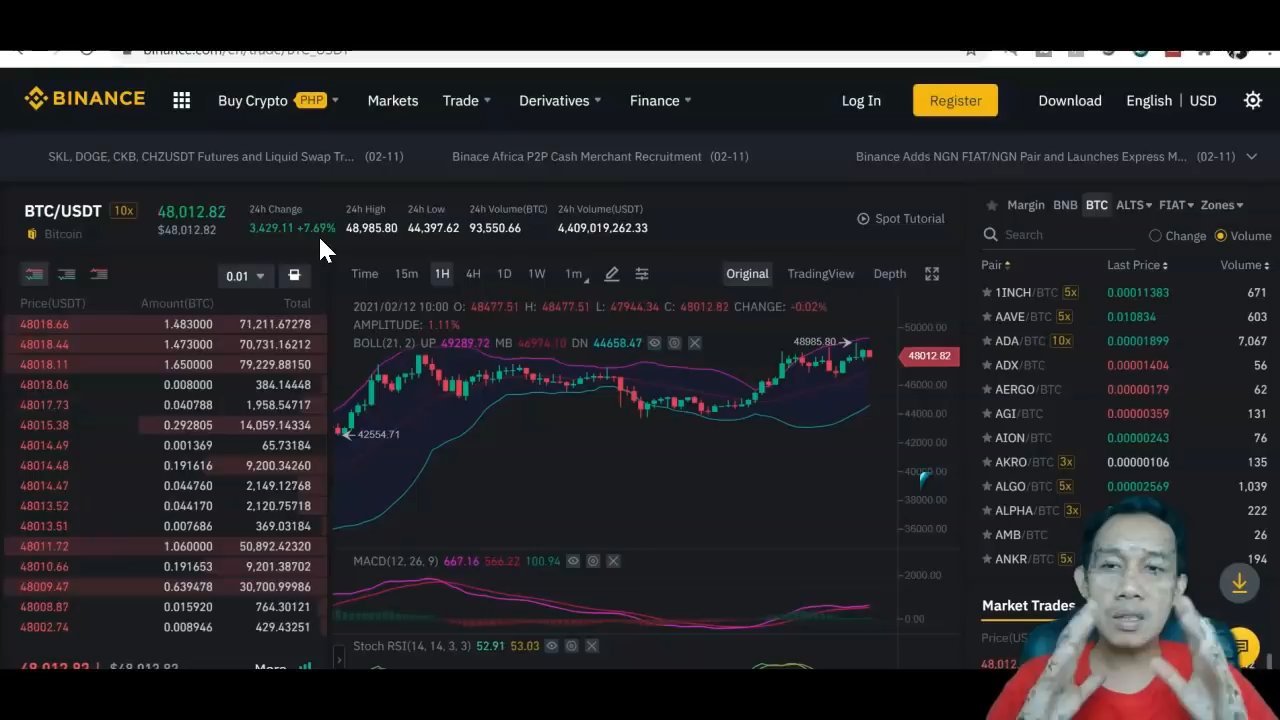 BINANCE
Buy Crypto PHP
Markets
Trade
Derivatives
Finance
Log In
Register
Download
English | USD
SKL, DOGE, CKB, CHZUSDT Futures and Liquid Swap Tr... (02-11)
Binace Africa P2P Cash Merchant Recruitment (02-11)
Binance Adds NGN FIAT/NGN Pair and Launches Express M... (02-11)
BTC/USDT 10x
Bitcoin
48,012.82
$48,012.82
24h Change
3,429.11 +7.69%
24h High
48,985.80
24h Low
44,397.62
24h Volume(BTC)
93,550.66
24h Volume(USDT)
4,409,019,262.33
Spot Tutorial
0.01
Price(USDT) Amount(BTC) Total
48018.66 1.483000 71,211.67278
48018.44 1.473000 70,731.16212
48018.11 1.650000 79,229.88150
48018.06 0.008000 384.14448
48017.73 0.040788 1,958.54717
48015.38 0.292805 14,059.14334
48014.49 0.001369 65.73184
48014.48 0.191616 9,200.34260
48014.47 0.044760 2,149.12768
48013.52 0.044170 2,120.75718
48013.51 0.007686 369.03184
48011.72 1.060000 50,892.42320
48010.66 0.191653 9,201.38702
48009.47 0.639478 30,700.99986
48008.87 0.015920 764.30121
48002.74 0.008946 429.43251
Time 15m 1H 4H 1D 1W 1m
Original TradingView Depth
2021/02/12 10:00 O: 48477.51 H: 48477.51 L: 47944.34 C: 48012.82 CHANGE: -0.02%
AMPLITUDE: 1.11%
BOLL(21, 2) UP 49289.72 MB 46974.10 DN 44658.47
48985.80
42554.71
50000.00
48012.82
46000.00
44000.00
42000.00
38000.00
36000.00
MACD(12, 26, 9) 667.16 566.22 100.94
2000.00
0.00
Stoch RSI(14, 14, 3, 3) 52.91 53.03
Margin BNB BTC ALTS FIAT Zones
Search
Change Volume
Pair Last Price Volume
1INCH/BTC 5x 0.00011383 671
AAVE/BTC 5x 0.010834 603
ADA/BTC 10x 0.00001899 7,067
ADX/BTC 0.00001404 56
AERGO/BTC 0.00000179 62
AGI/BTC 0.00000359 131
AION/BTC 0.00000243 76
AKRO/BTC 3x 0.00000106 135
ALGO/BTC 5x 0.00002569 1,039
ALPHA/BTC 3x 222
AMB/BTC 26
ANKR/BTC 5x 194
Market Trades